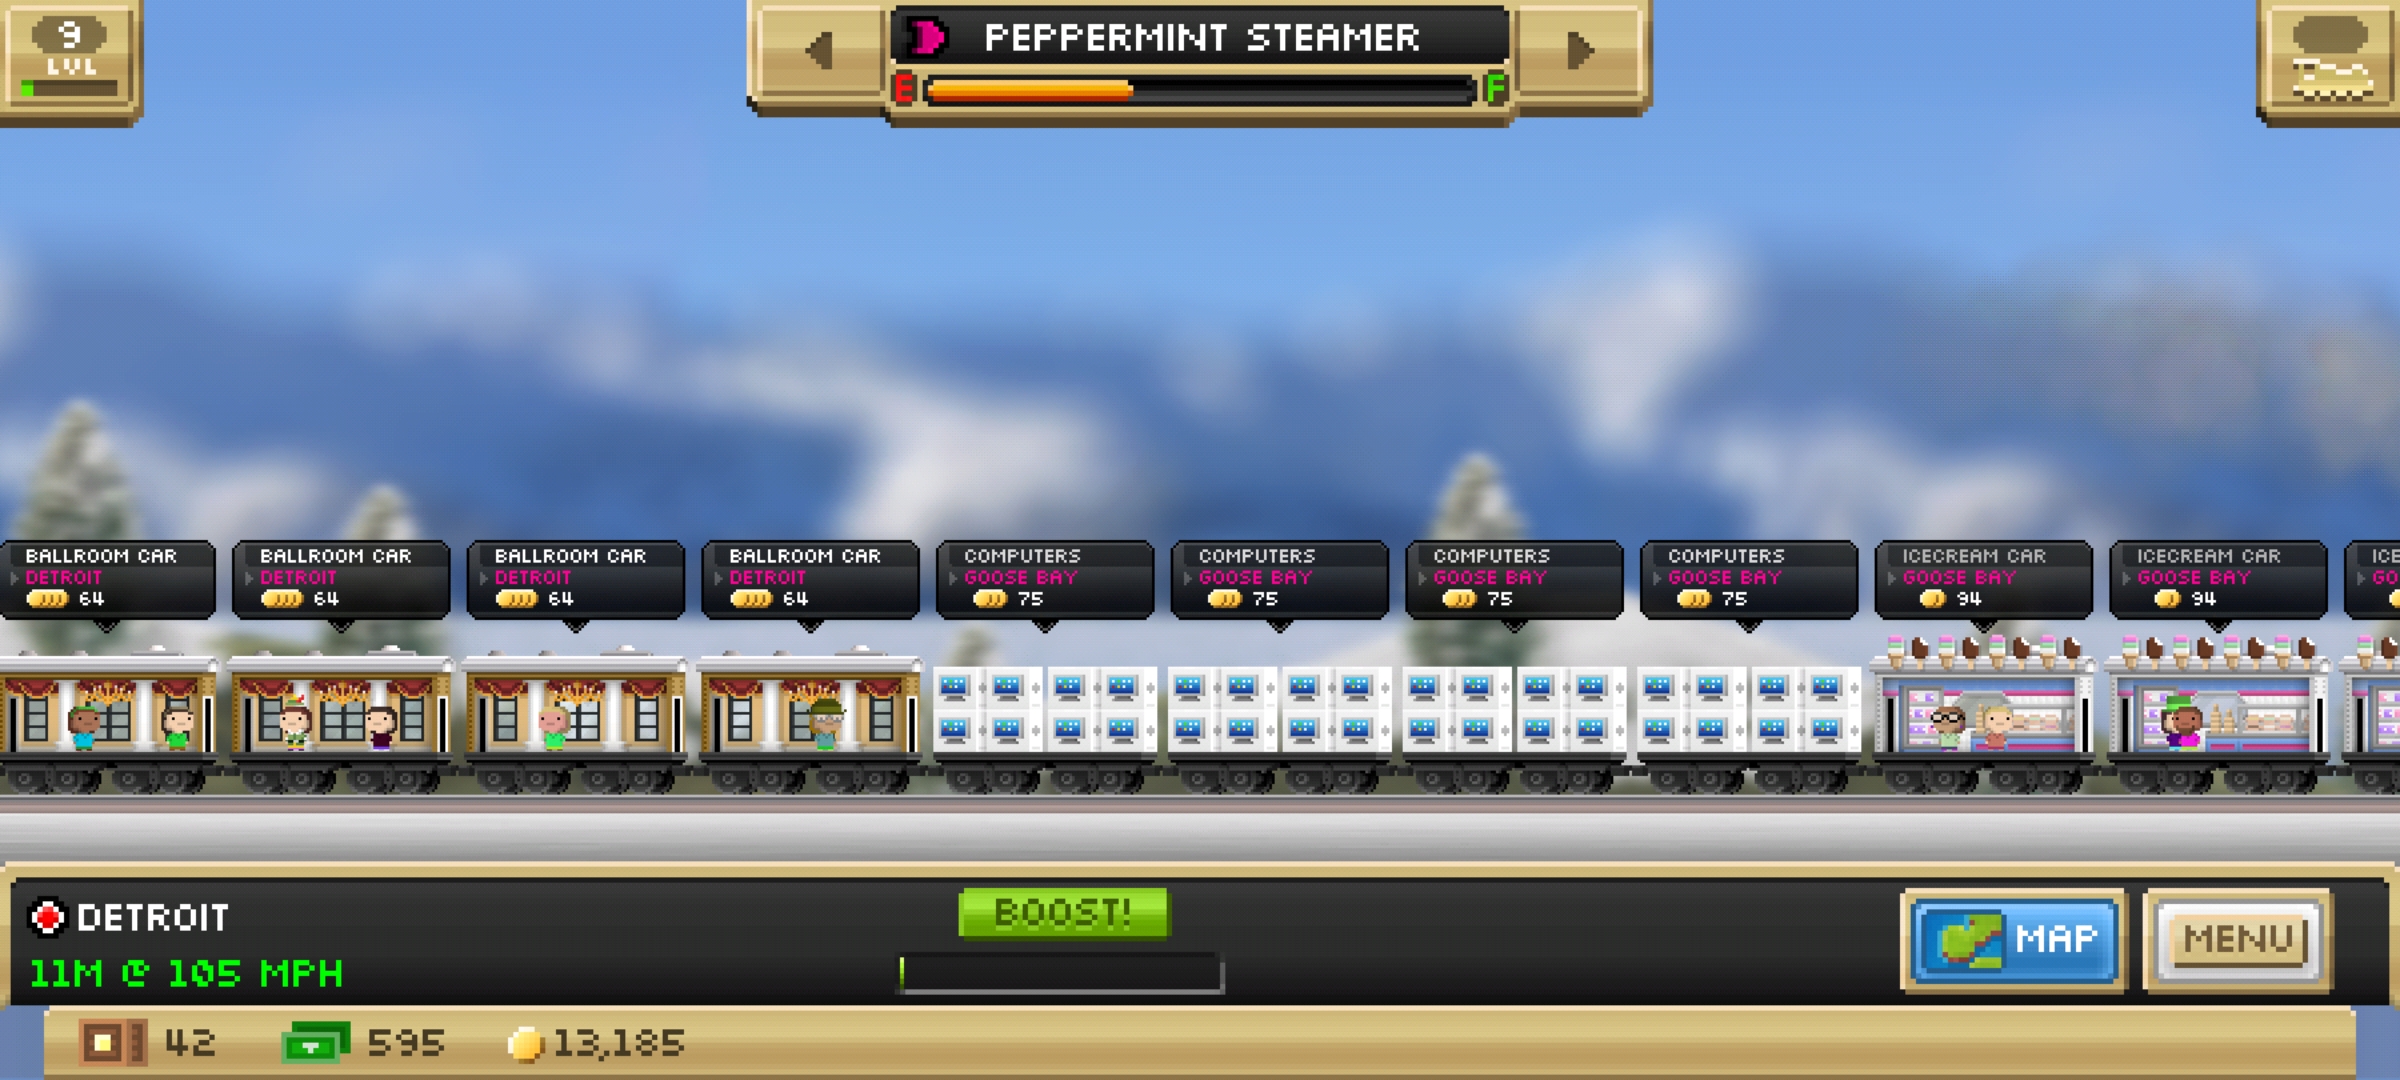 9
LVL
PEPPERMINT STEAMER
E F
BALLROOM CAR
DETROIT
64
BALLROOM CAR
DETROIT
64
BALLROOM CAR
DETROIT
64
BALLROOM CAR
DETROIT
64
COMPUTERS
GOOSE BAY
75
COMPUTERS
GOOSE BAY
75
COMPUTERS
GOOSE BAY
75
COMPUTERS
GOOSE BAY
75
ICECREAM CAR
GOOSE BAY
94
ICECREAM CAR
GOOSE BAY
94
ICE
GO
DETROIT
11M @ 105 MPH
BOOST!
MAP
MENU
42 595 13,185